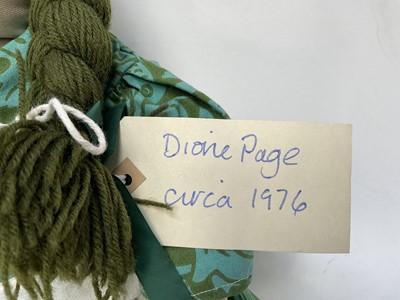 Diane Page
circa 1976